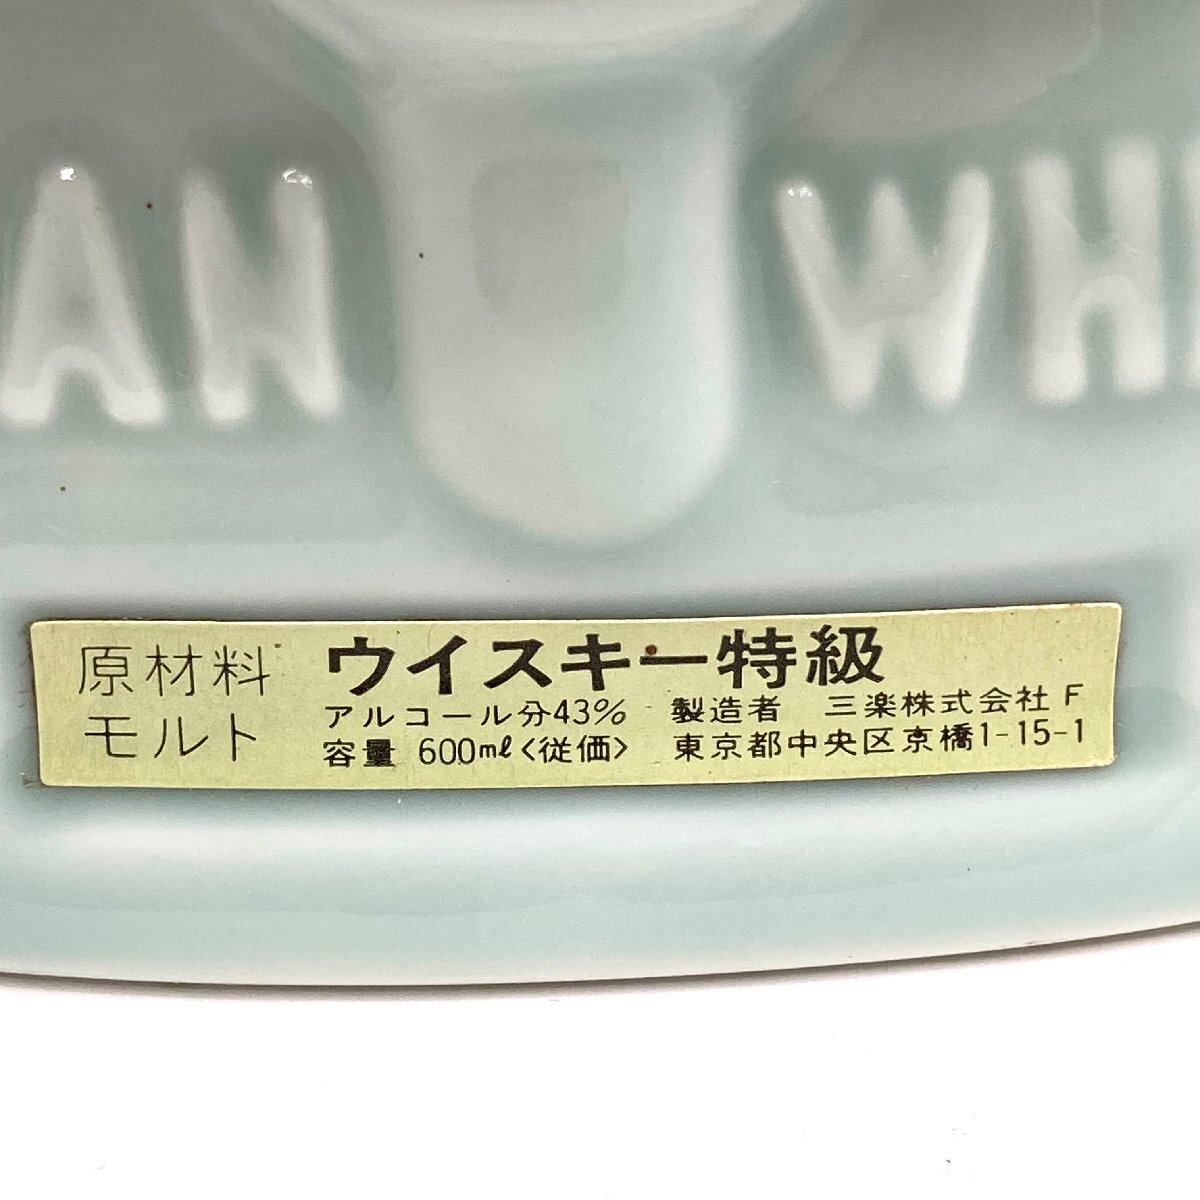 AN WH
原材料 ウイスキー特級
モルト
アルコール分43% 製造者 三楽株式会社 F
容量 600ml<従価> 東京都中央区京橋1-15-1